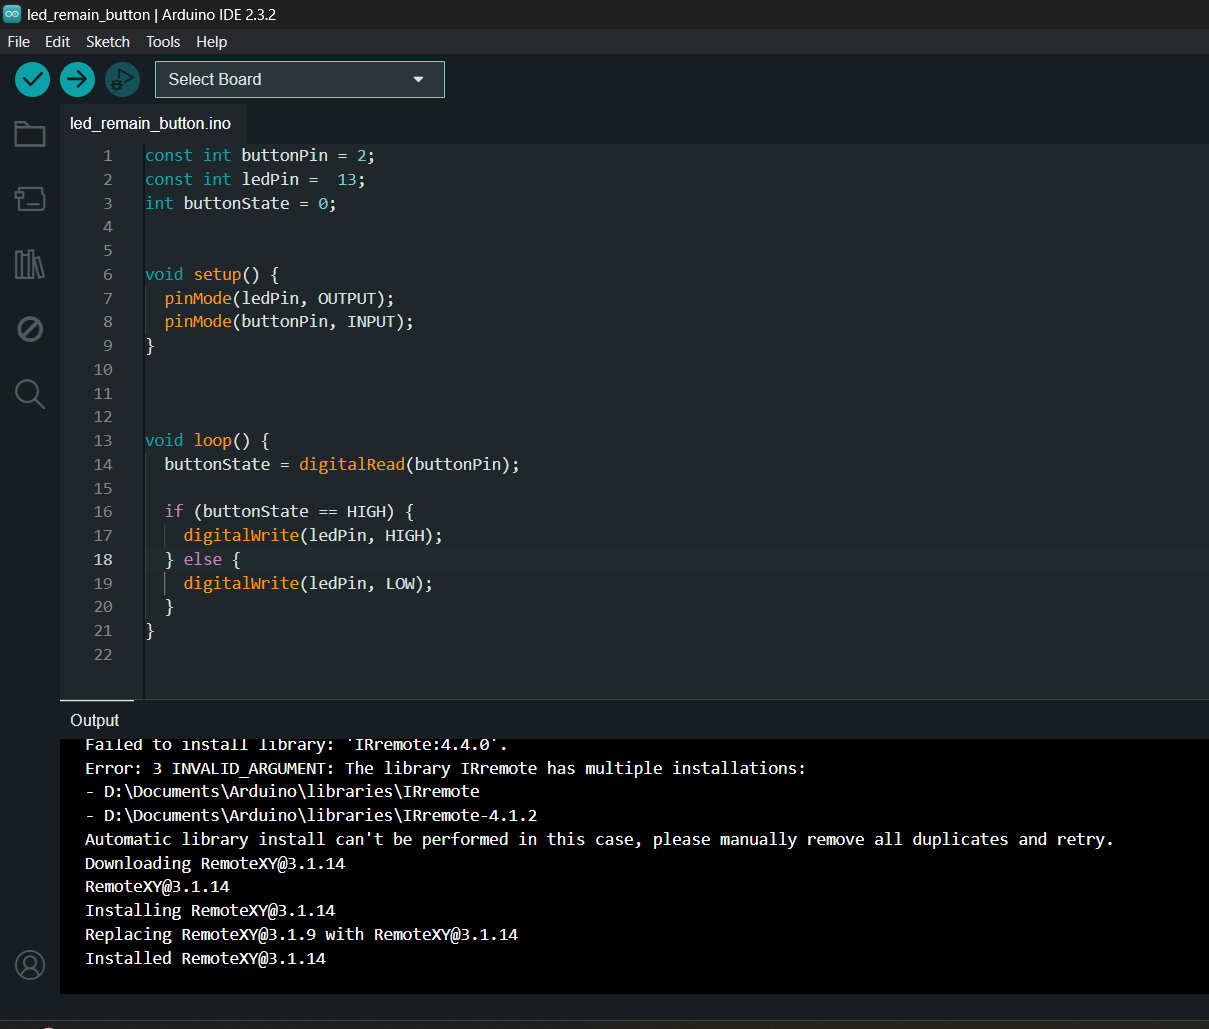 led_remain_button | Arduino IDE 2.3.2
File Edit Sketch Tools Help
Select Board
led_remain_button.ino
1 const int buttonPin = 2;
2 const int ledPin =  13;
3 int buttonState = 0;
4
5
6 void setup() {
7   pinMode(ledPin, OUTPUT);
8   pinMode(buttonPin, INPUT);
9 }
10
11
12
13 void loop() {
14   buttonState = digitalRead(buttonPin);
15
16   if (buttonState == HIGH) {
17     digitalWrite(ledPin, HIGH);
18   } else {
19     digitalWrite(ledPin, LOW);
20   }
21 }
22
Output
Failed to install library: 'IRremote:4.4.0'.
Error: 3 INVALID_ARGUMENT: The library IRremote has multiple installations:
- D:\Documents\Arduino\libraries\IRremote
- D:\Documents\Arduino\libraries\IRremote-4.1.2
Automatic library install can't be performed in this case, please manually remove all duplicates and retry.
Downloading RemoteXY@3.1.14
RemoteXY@3.1.14
Installing RemoteXY@3.1.14
Replacing RemoteXY@3.1.9 with RemoteXY@3.1.14
Installed RemoteXY@3.1.14